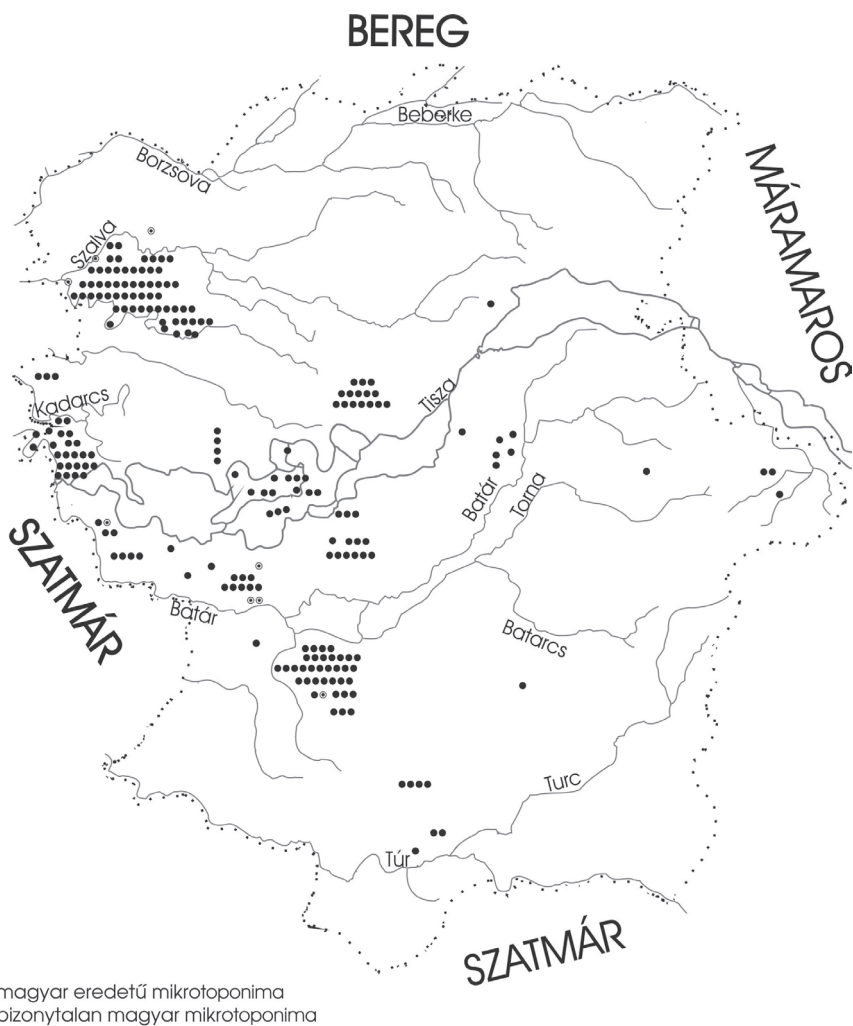 BEREG
Beberke
Borzsova
MÁRAMAROS
Szalva
Tisza
Kadarcs
Batár
Torna
SZATMÁR
Batár
Batarcs
Turc
Túr
SZATMÁR
magyar eredetű mikrotoponima
bizonytalan magyar mikrotoponima